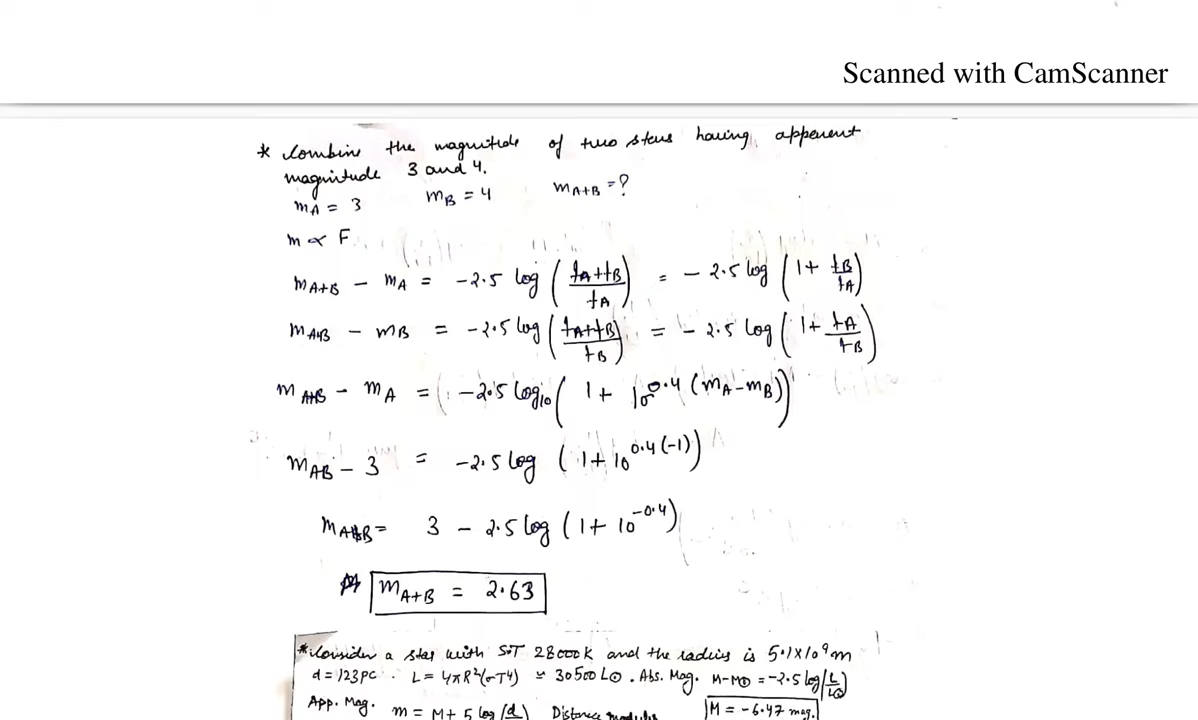 Scanned with CamScanner
* Combine the magnitude of two stars having apperent
magnitude 3 and 4.
mA = 3 mB = 4 mA+B = ?
m ∝ F
mA+B - mA = -2.5 log (fA+fB / fA) = -2.5 log (1 + fB/fA)
mA+B - mB = -2.5 log (fA+fB / fB) = -2.5 log (1 + fA/fB)
mA+B - mA = -2.5 log10 (1 + 10^0.4 (mA-mB))
mAB - 3 = -2.5 log (1 + 10^0.4(-1))
mA+B = 3 - 2.5 log (1 + 10^-0.4)
mA+B = 2.63
* Consider a star with S.T 28000K and the radius is 5.1x10^9 m
d = 123 pc . L = 4πR²(σT⁴) ≃ 30500 L⊙ . Abs. Mag. M-M⊙ = -2.5 log(L/L⊙)
App. Mag. m = M + 5 log (d Distance modulus M = -6.47 mag.